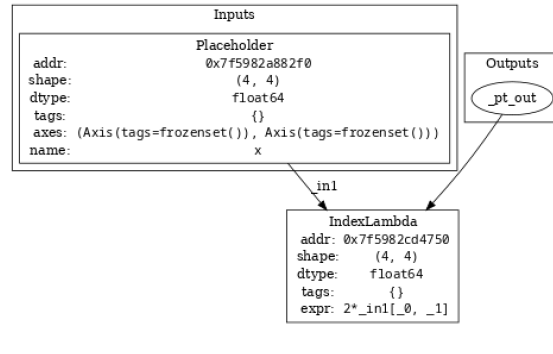 Inputs
Placeholder
addr: 0x7f5982a882f0
shape: (4, 4)
dtype: float64
tags: {}
axes: (Axis(tags=frozenset()), Axis(tags=frozenset()))
name: x
Outputs
_pt_out
_in1
IndexLambda
addr: 0x7f5982cd4750
shape: (4, 4)
dtype: float64
tags: {}
expr: 2*_in1[_0, _1]